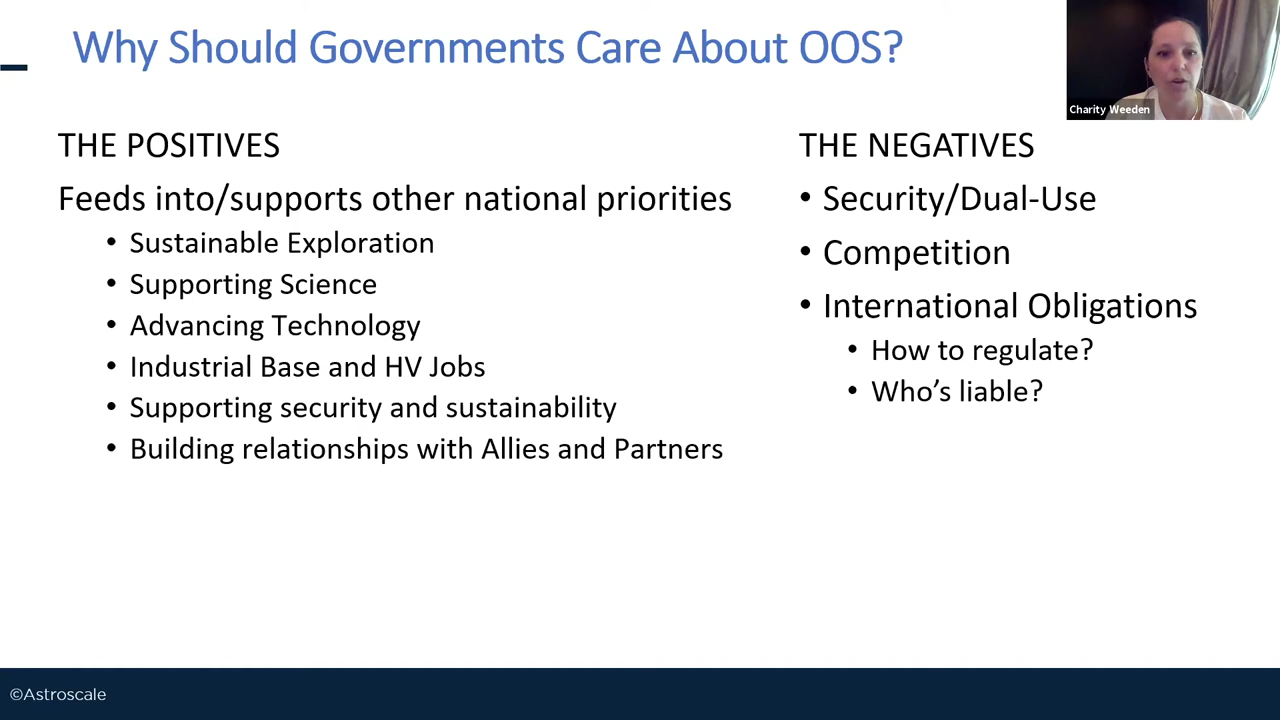 Why Should Governments Care About OOS?
Charity Weeden
THE POSITIVES
Feeds into/supports other national priorities
• Sustainable Exploration
• Supporting Science
• Advancing Technology
• Industrial Base and HV Jobs
• Supporting security and sustainability
• Building relationships with Allies and Partners
THE NEGATIVES
• Security/Dual-Use
• Competition
• International Obligations
• How to regulate?
• Who’s liable?
©Astroscale